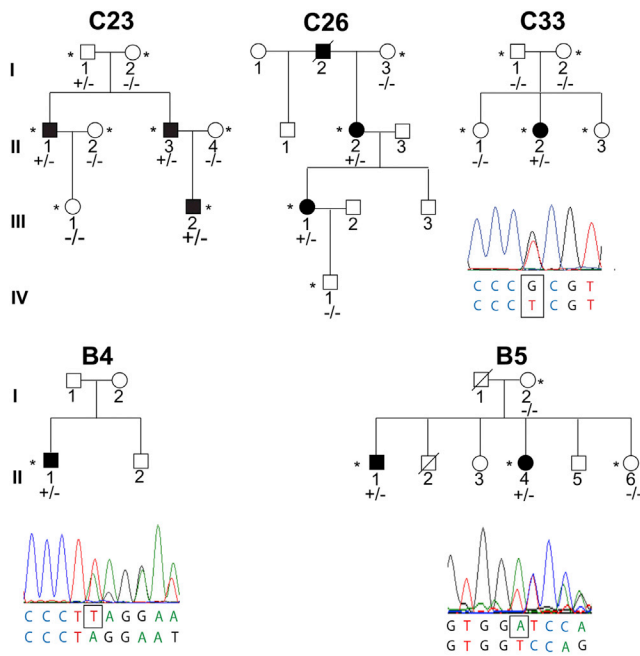 C23 C26 C33
I
* 1 2 * 1 2 3 * * 1 2 *
+/- -/- -/- -/- -/-
II
* 1 2 * * 3 4 * 1 * 2 3 * 1 * 2 * 3
+/- -/- +/- -/- +/- -/- +/-
III
* 1 2 * * 1 2 3
-/- +/- +/-
C C C G C G T
C C C T C G T
IV
* 1
-/-
B4 B5
I
1 2 1 2 *
-/-
II
* 1 2 * 1 2 3 * 4 5 * 6
+/- +/- +/- -/-
C C C T T A G G A A
C C C T A G G A A T
G T G G A T C C A
G T G G T C C A G